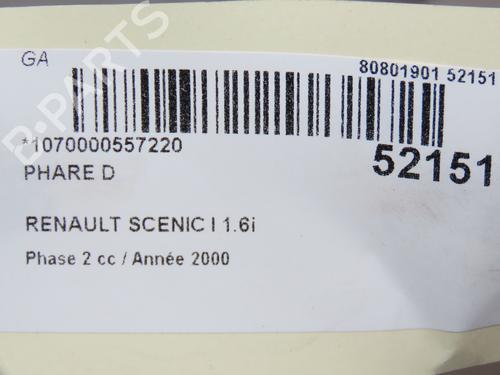 GA
80801901 52151
*1070000557220
52151
PHARE D
RENAULT SCENIC I 1.6i
Phase 2 cc / Année 2000
B-PARTS